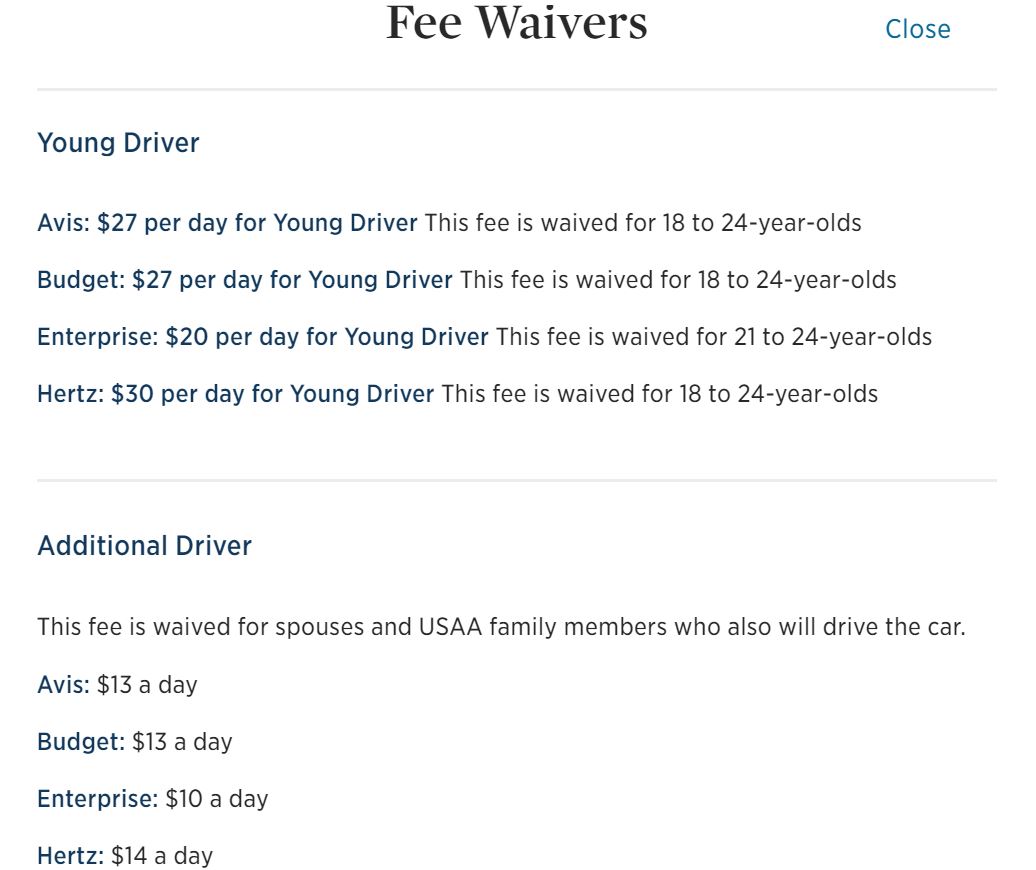 Fee Waivers
Close
Young Driver
Avis: $27 per day for Young Driver This fee is waived for 18 to 24-year-olds
Budget: $27 per day for Young Driver This fee is waived for 18 to 24-year-olds
Enterprise: $20 per day for Young Driver This fee is waived for 21 to 24-year-olds
Hertz: $30 per day for Young Driver This fee is waived for 18 to 24-year-olds
Additional Driver
This fee is waived for spouses and USAA family members who also will drive the car.
Avis: $13 a day
Budget: $13 a day
Enterprise: $10 a day
Hertz: $14 a day